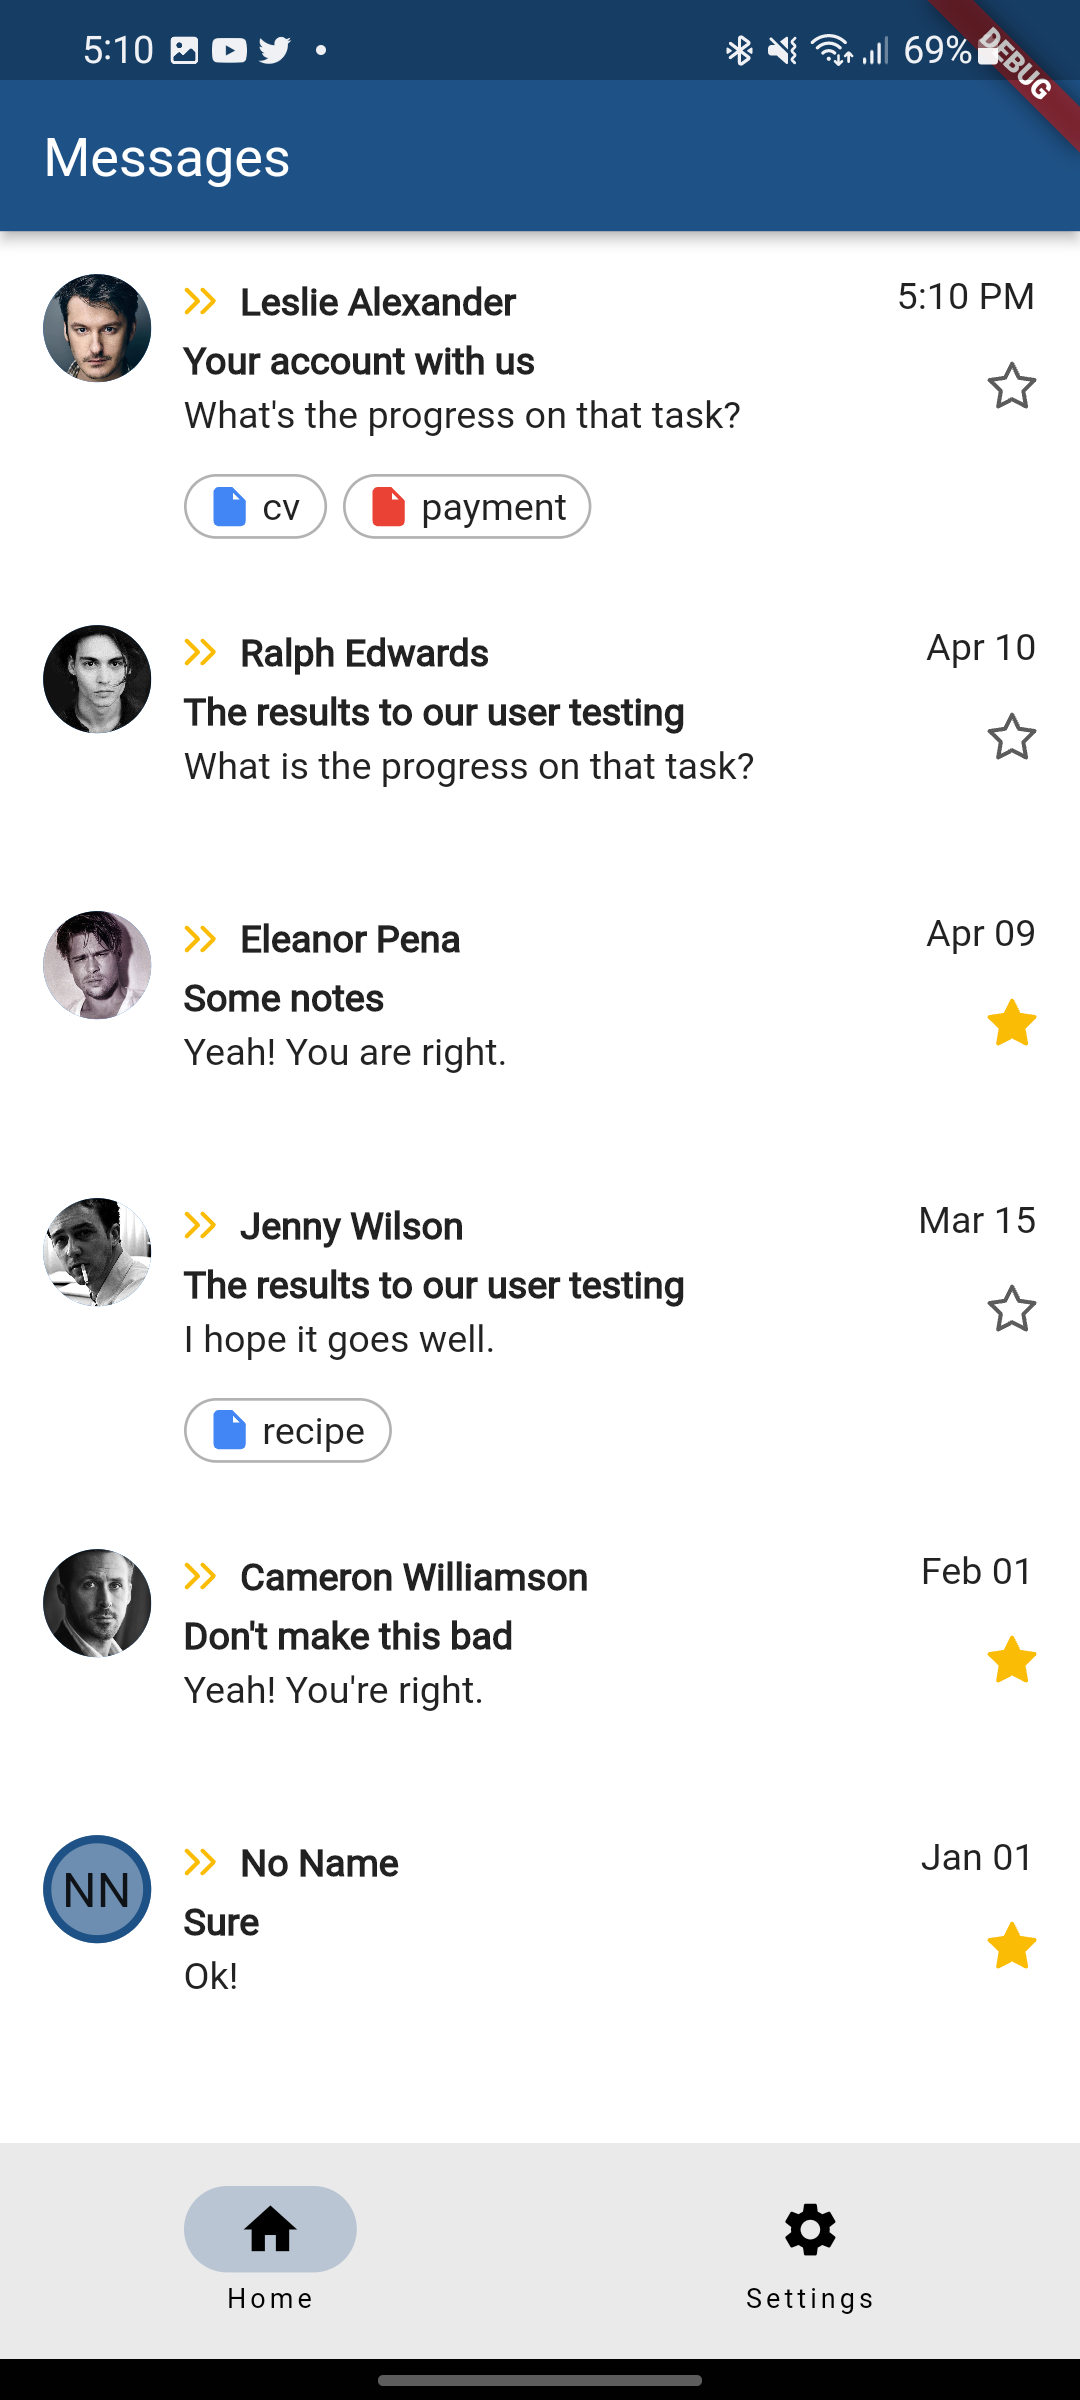 5:10
69%
DEBUG
Messages
Leslie Alexander
5:10 PM
Your account with us
What's the progress on that task?
cv
payment
Ralph Edwards
Apr 10
The results to our user testing
What is the progress on that task?
Eleanor Pena
Apr 09
Some notes
Yeah! You are right.
Jenny Wilson
Mar 15
The results to our user testing
I hope it goes well.
recipe
Cameron Williamson
Feb 01
Don't make this bad
Yeah! You're right.
NN
No Name
Jan 01
Sure
Ok!
Home
Settings